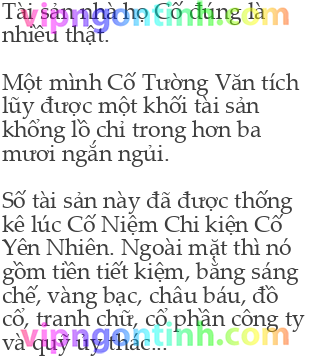 Tài sản nhà họ Cố đúng là
nhiều thật.
vipngontinh.com
Một mình Cố Tường Văn tích
lũy được một khối tài sản
khổng lồ chỉ trong hơn ba
mươi ngắn ngủi.
Số tài sản này đã được thống
kê lúc Cố Niệm Chi kiện Cố
Yên Nhiên. Ngoài mặt thì nó
gồm tiền tiết kiệm, bằng sáng
chế, vàng bạc, châu báu, đồ
cổ, tranh chữ, cổ phần công ty
và quỹ ủy thác...
vipngontinh.com